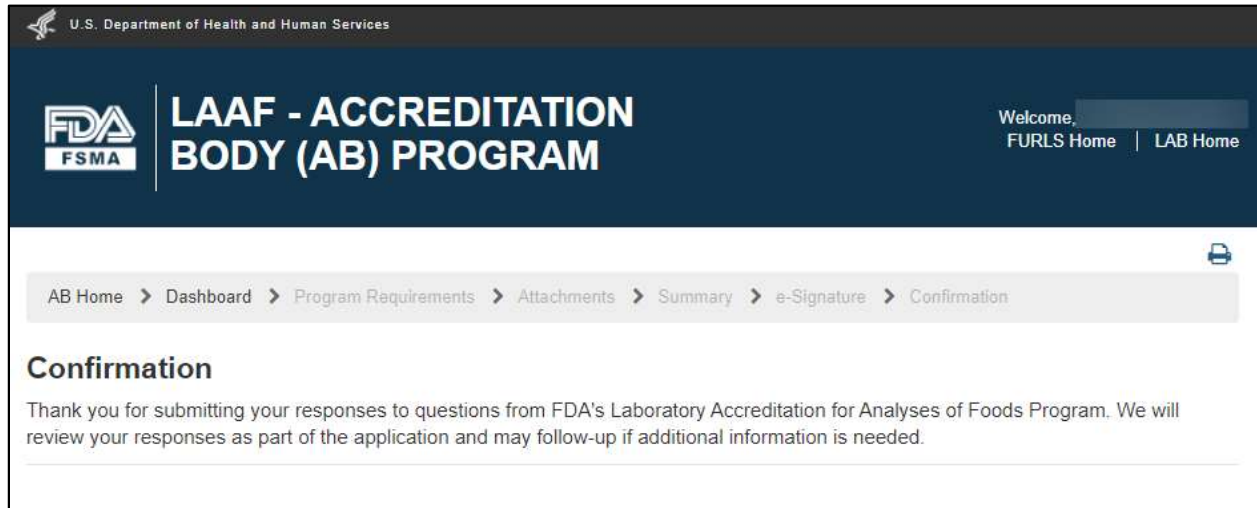 U.S. Department of Health and Human Services
FDA
FSMA
LAAF - ACCREDITATION
BODY (AB) PROGRAM
Welcome,
FURLS Home | LAB Home
AB Home > Dashboard > Program Requirements > Attachments > Summary > e-Signature > Confirmation
Confirmation
Thank you for submitting your responses to questions from FDA's Laboratory Accreditation for Analyses of Foods Program. We will
review your responses as part of the application and may follow-up if additional information is needed.